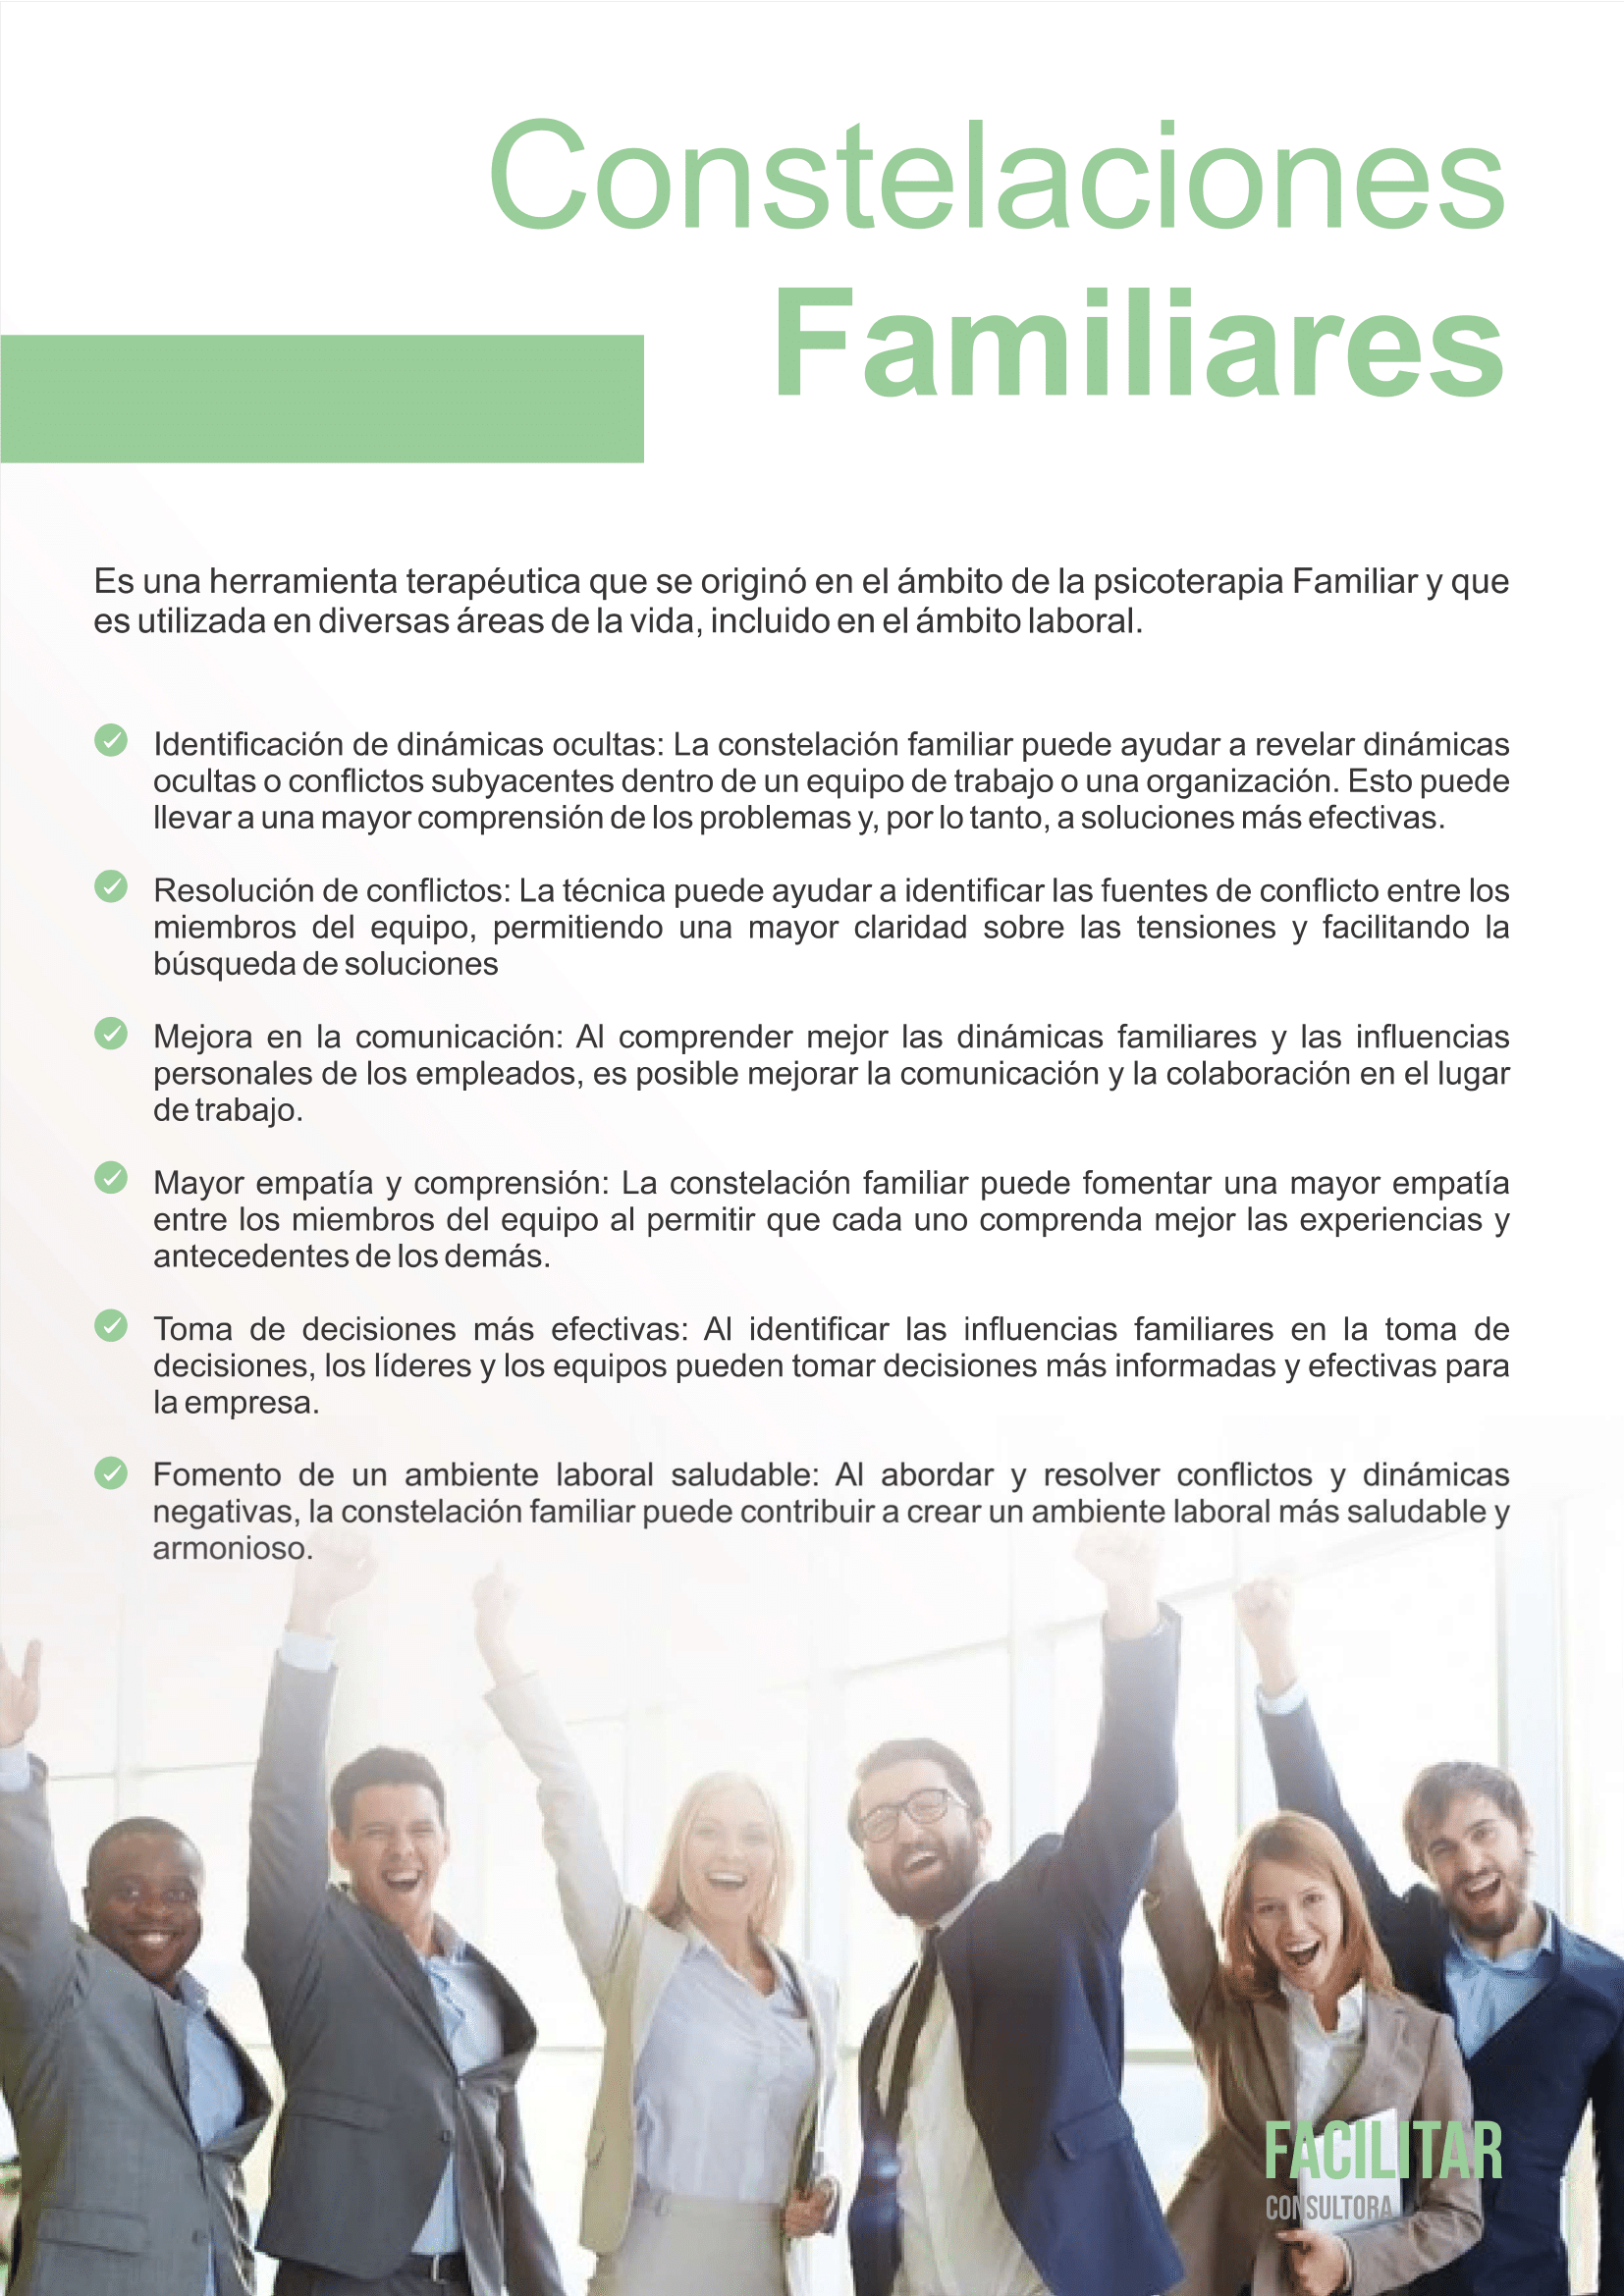 Constelaciones
Familiares
Es una herramienta terapéutica que se originó en el ámbito de la psicoterapia Familiar y que
es utilizada en diversas áreas de la vida, incluido en el ámbito laboral.
Identificación de dinámicas ocultas: La constelación familiar puede ayudar a revelar dinámicas
ocultas o conflictos subyacentes dentro de un equipo de trabajo o una organización. Esto puede
llevar a una mayor comprensión de los problemas y, por lo tanto, a soluciones más efectivas.
Resolución de conflictos: La técnica puede ayudar a identificar las fuentes de conflicto entre los
miembros del equipo, permitiendo una mayor claridad sobre las tensiones y facilitando la
búsqueda de soluciones
Mejora en la comunicación: Al comprender mejor las dinámicas familiares y las influencias
personales de los empleados, es posible mejorar la comunicación y la colaboración en el lugar
de trabajo.
Mayor empatía y comprensión: La constelación familiar puede fomentar una mayor empatía
entre los miembros del equipo al permitir que cada uno comprenda mejor las experiencias y
antecedentes de los demás.
Toma de decisiones más efectivas: Al identificar las influencias familiares en la toma de
decisiones, los líderes y los equipos pueden tomar decisiones más informadas y efectivas para
la empresa.
Fomento de un ambiente laboral saludable: Al abordar y resolver conflictos y dinámicas
negativas, la constelación familiar puede contribuir a crear un ambiente laboral más saludable y
armonioso.
FACILITAR
CONSULTORA